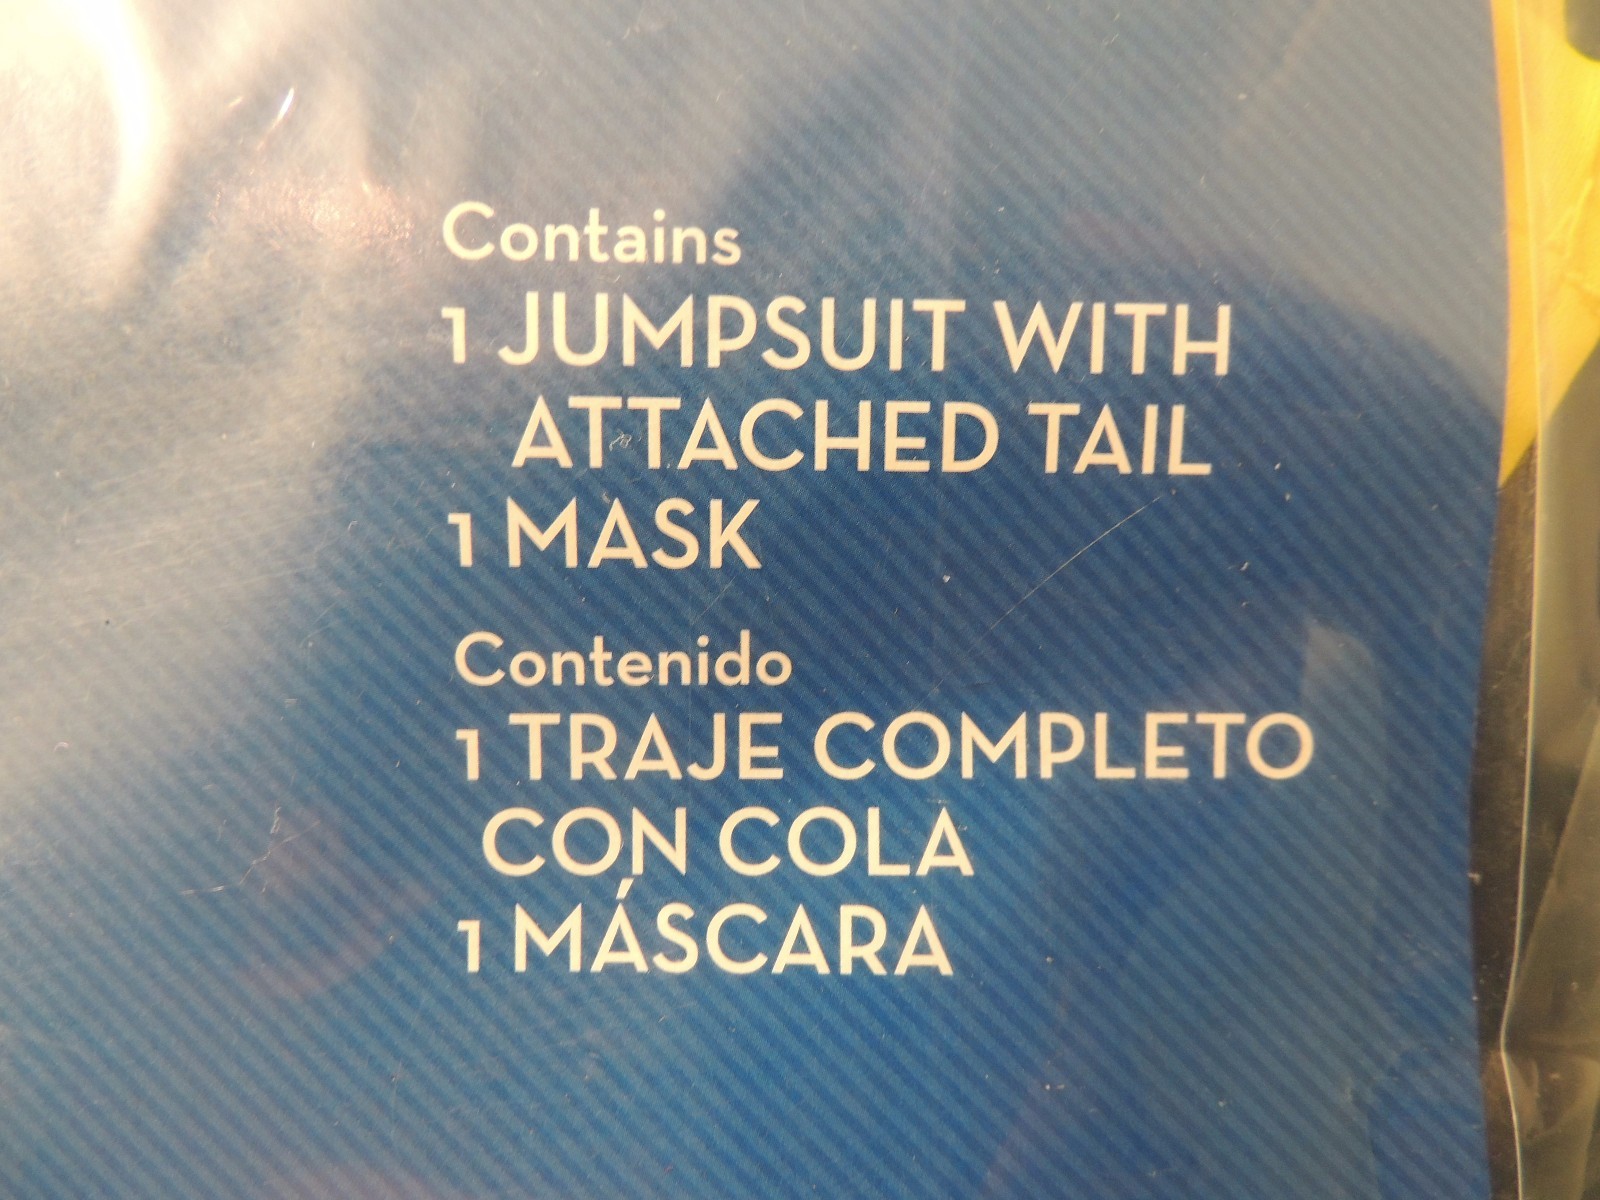 Contains
1 JUMPSUIT WITH
ATTACHED TAIL
1 MASK
Contenido
1 TRAJE COMPLETO
CON COLA
1 MÁSCARA